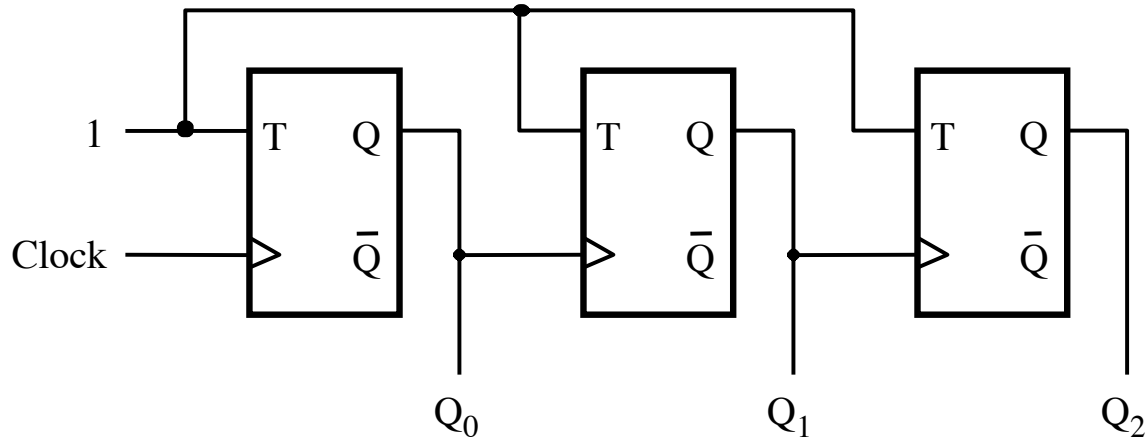 1 T Q T Q T Q
Clock Q̅ Q̅ Q̅
Q₀ Q₁ Q₂